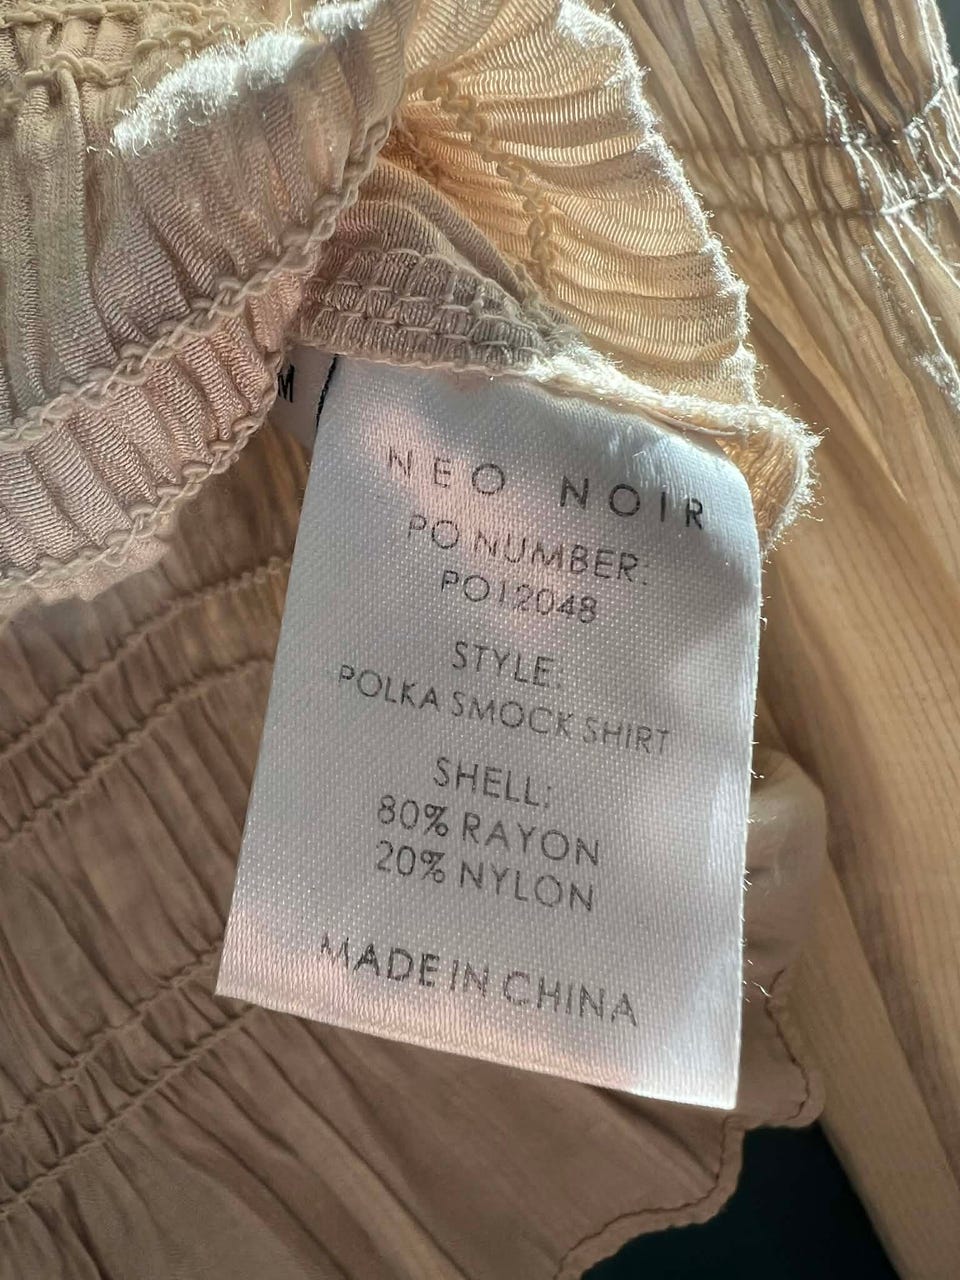 M
NEO NOIR
PO NUMBER:
PO12048
STYLE:
POLKA SMOCK SHIRT
SHELL:
80% RAYON
20% NYLON
MADE IN CHINA